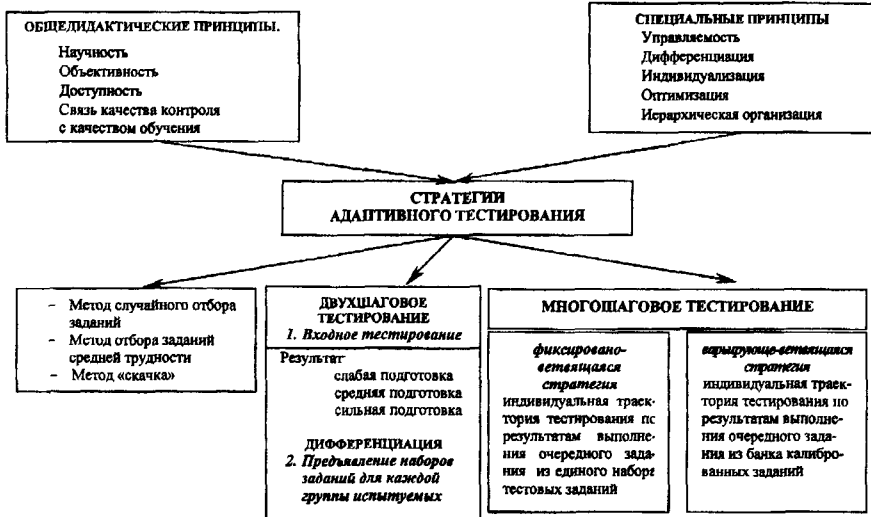 ОБЩЕДИДАКТИЧЕСКИЕ ПРИНЦИПЫ.
Научность
Объективность
Доступность
Связь качества контроля
с качеством обучения
СПЕЦИАЛЬНЫЕ ПРИНЦИПЫ
Управляемость
Дифференциация
Индивидуализация
Оптимизация
Иерархическая организация
СТРАТЕГИИ
АДАПТИВНОГО ТЕСТИРОВАНИЯ
- Метод случайного отбора
заданий
- Метод отбора заданий
средней трудности
- Метод «скачка»
ДВУХШАГОВОЕ
ТЕСТИРОВАНИЕ
1. Входное тестирование
Результат
слабая подготовка
средняя подготовка
сильная подготовка
ДИФФЕРЕНЦИАЦИЯ
2. Предъявление наборов
заданий для каждой
группы испытуемых
МНОГОШАГОВОЕ ТЕСТИРОВАНИЕ
фиксировано-
ветвящаяся
стратегия
индивидуальная траек-
тория тестирования по
результатам выполне-
ния очередного зада-
ния из единого набора
тестовых заданий
варьирующе-ветвящаяся
стратегия
индивидуальная траек-
тория тестирования по
результатам выполне-
ния очередного зада-
ния из банка калибро-
ванных заданий